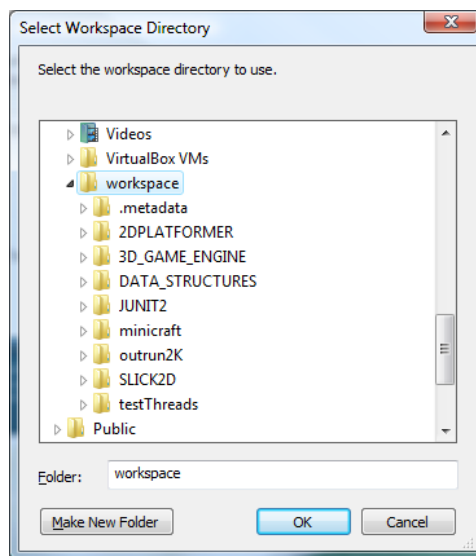 Select Workspace Directory
Select the workspace directory to use.
Videos
VirtualBox VMs
workspace
.metadata
2DPLATFORMER
3D_GAME_ENGINE
DATA_STRUCTURES
JUNIT2
minicraft
outrun2K
SLICK2D
testThreads
Public
Folder: workspace
Make New Folder OK Cancel